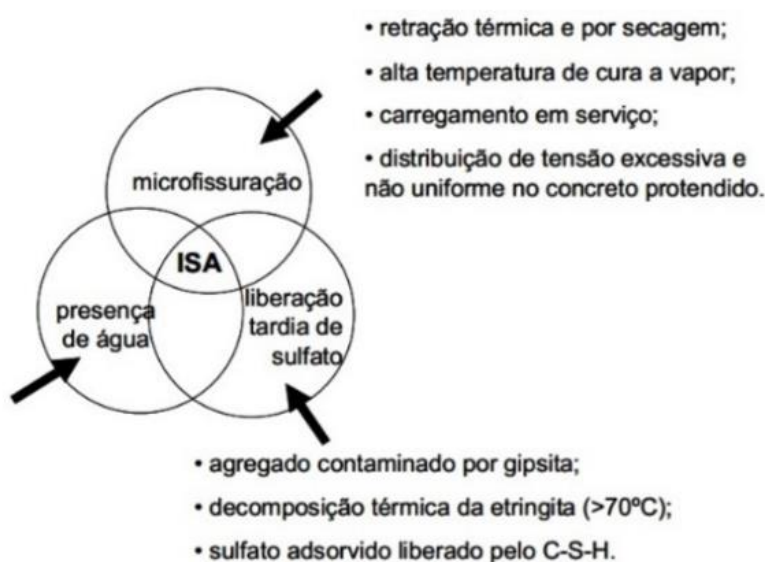 • retração térmica e por secagem;
• alta temperatura de cura a vapor;
• carregamento em serviço;
• distribuição de tensão excessiva e
não uniforme no concreto protendido.
microfissuração
ISA
presença
de água
liberação
tardia de
sulfato
• agregado contaminado por gipsita;
• decomposição térmica da etringita (>70ºC);
• sulfato adsorvido liberado pelo C-S-H.